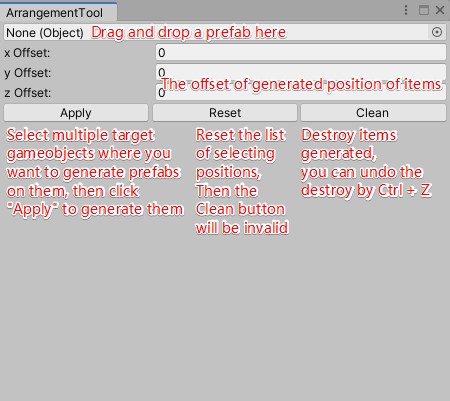 ArrangementTool
None (Object) Drag and drop a prefab here
x Offset: 0
y Offset: 0
The offset of generated position of items
z Offset: 0
Apply Reset Clean
Select multiple target
gameobjects where you
want to generate prefabs
on them, then click
"Apply" to generate them
Reset the list
of selecting
positions,
Then the
Clean button
will be invalid
Destroy items
generated,
you can undo the
destroy by Ctrl + Z